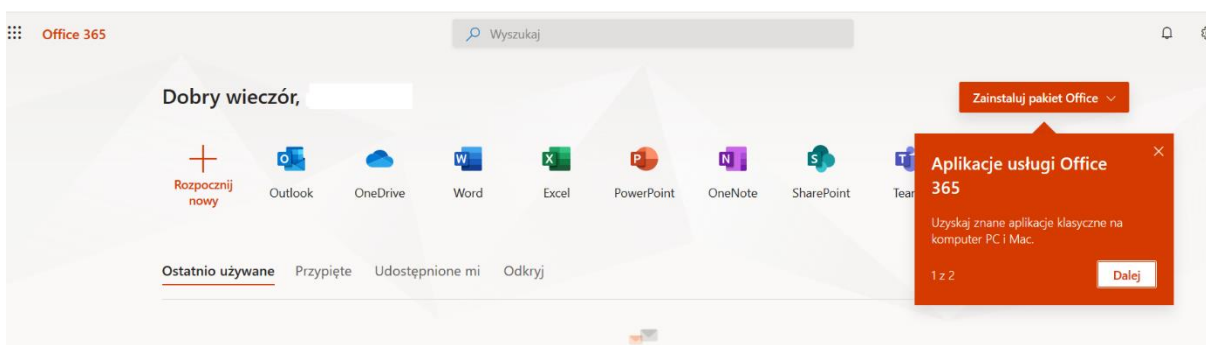 Office 365
Wyszukaj
Dobry wieczór,
Zainstaluj pakiet Office
Rozpocznij
nowy
Outlook
OneDrive
Word
Excel
PowerPoint
OneNote
SharePoint
Tear
Aplikacje usługi Office
365
Uzyskaj znane aplikacje klasyczne na
komputer PC i Mac.
1 z 2
Dalej
Ostatnio używane Przypięte Udostępnione mi Odkryj